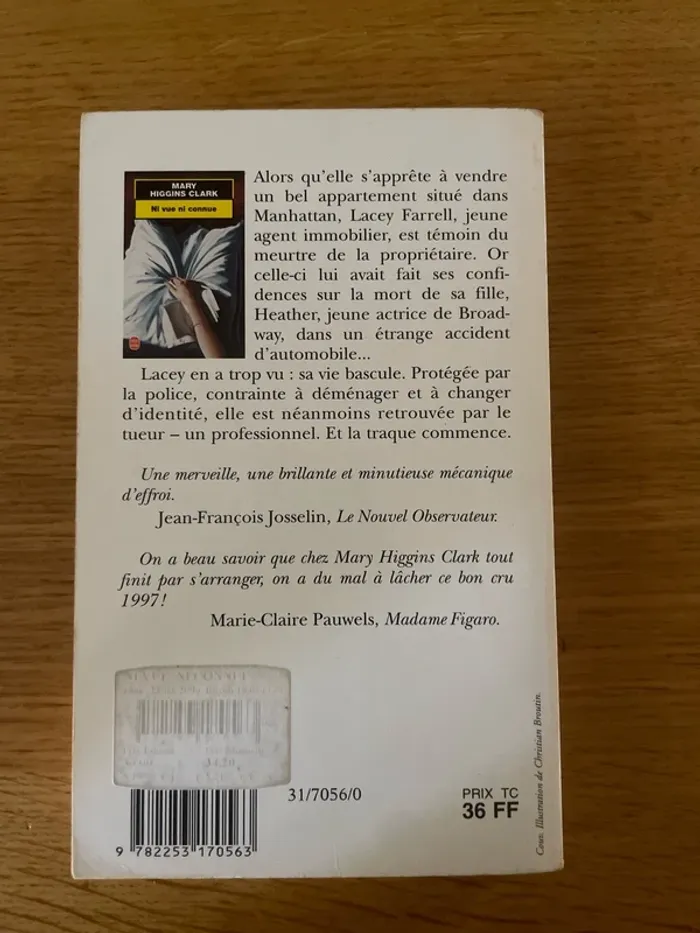 MARY
HIGGINS CLARK
Ni vue ni connue
Alors qu'elle s'apprête à vendre
un bel appartement situé dans
Manhattan, Lacey Farrell, jeune
agent immobilier, est témoin du
meurtre de la propriétaire. Or
celle-ci lui avait fait ses confi-
dences sur la mort de sa fille,
Heather, jeune actrice de Broad-
way, dans un étrange accident
d'automobile...
Lacey en a trop vu : sa vie bascule. Protégée par
la police, contrainte à déménager et à changer
d'identité, elle est néanmoins retrouvée par le
tueur – un professionnel. Et la traque commence.
Une merveille, une brillante et minutieuse mécanique
d'effroi.
Jean-François Josselin, Le Nouvel Observateur.
On a beau savoir que chez Mary Higgins Clark tout
finit par s'arranger, on a du mal à lâcher ce bon cru
1997 !
Marie-Claire Pauwels, Madame Figaro.
31/7056/0
PRIX TC
36 FF
9 782253 170563
Couv. Illustration de Christian Broutin.